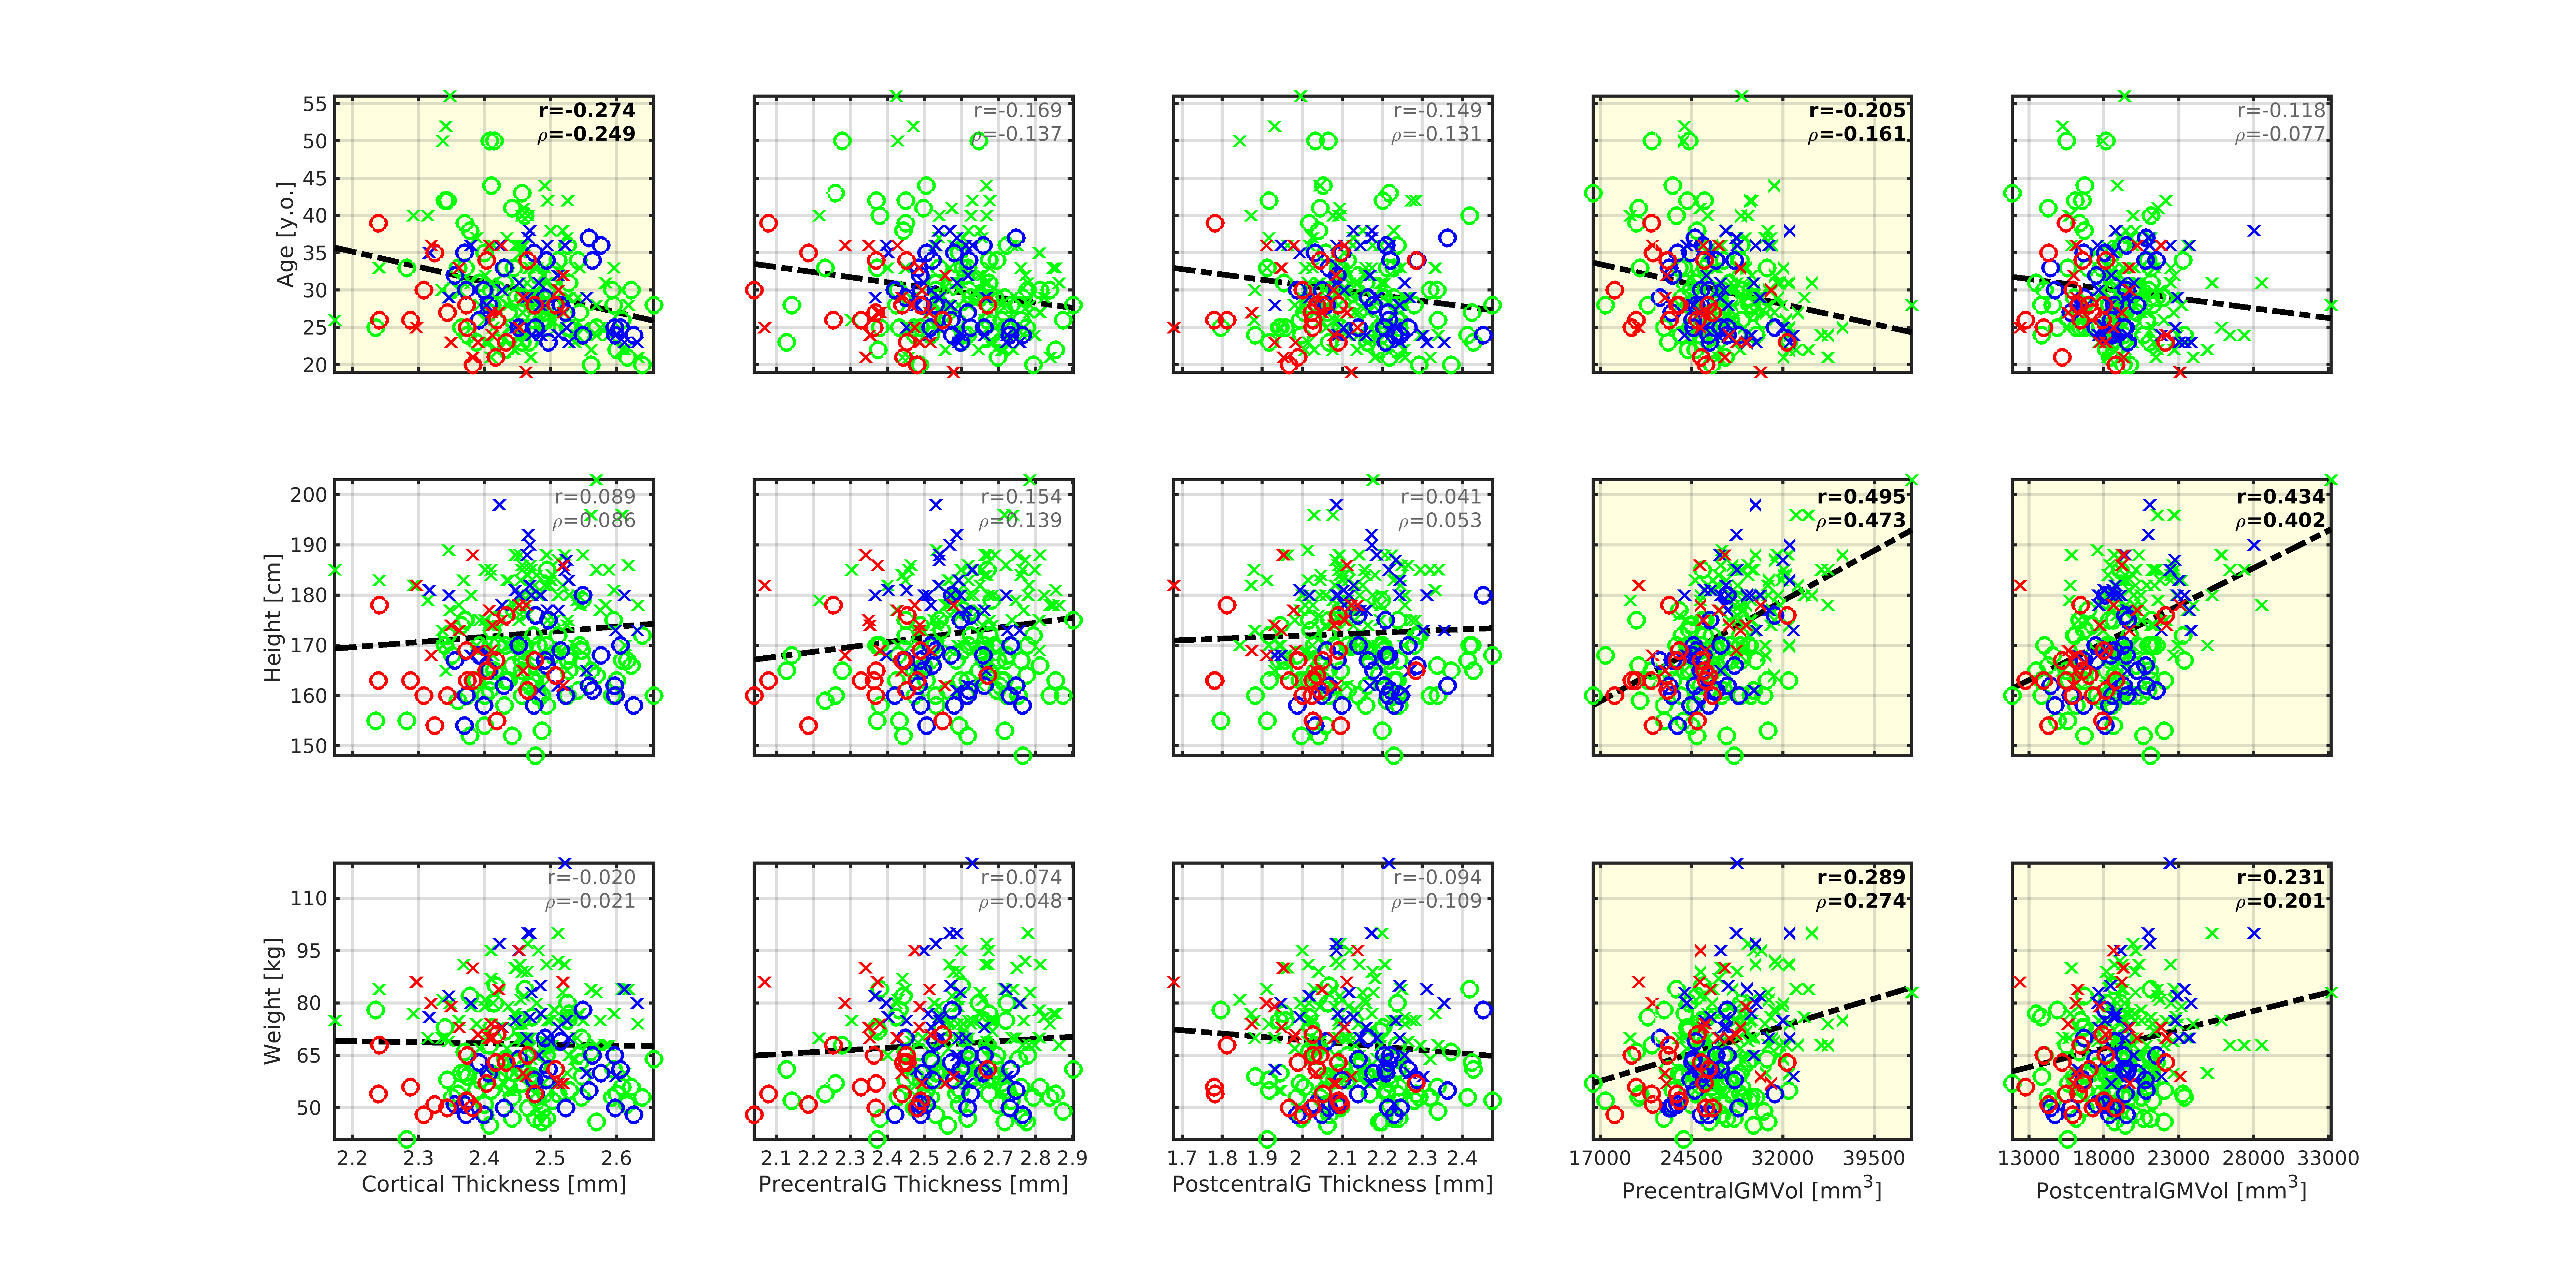 55
50
45
40
35
30
25
20
Age [y.o.]
r=-0.274
ρ=-0.249
r=-0.169
ρ=-0.137
r=-0.149
ρ=-0.131
r=-0.205
ρ=-0.161
r=-0.118
ρ=-0.077
200
190
180
170
160
150
Height [cm]
r=0.089
ρ=0.086
r=0.154
ρ=0.139
r=0.041
ρ=0.053
r=0.495
ρ=0.473
r=0.434
ρ=0.402
110
95
80
65
50
Weight [kg]
r=-0.020
ρ=-0.021
r=0.074
ρ=0.048
r=-0.094
ρ=-0.109
r=0.289
ρ=0.274
r=0.231
ρ=0.201
2.2 2.3 2.4 2.5 2.6
Cortical Thickness [mm]
2.1 2.2 2.3 2.4 2.5 2.6 2.7 2.8 2.9
PrecentralG Thickness [mm]
1.7 1.8 1.9 2 2.1 2.2 2.3 2.4
PostcentralG Thickness [mm]
17000 24500 32000 39500
PrecentralGMVol [mm³]
13000 18000 23000 28000 33000
PostcentralGMVol [mm³]